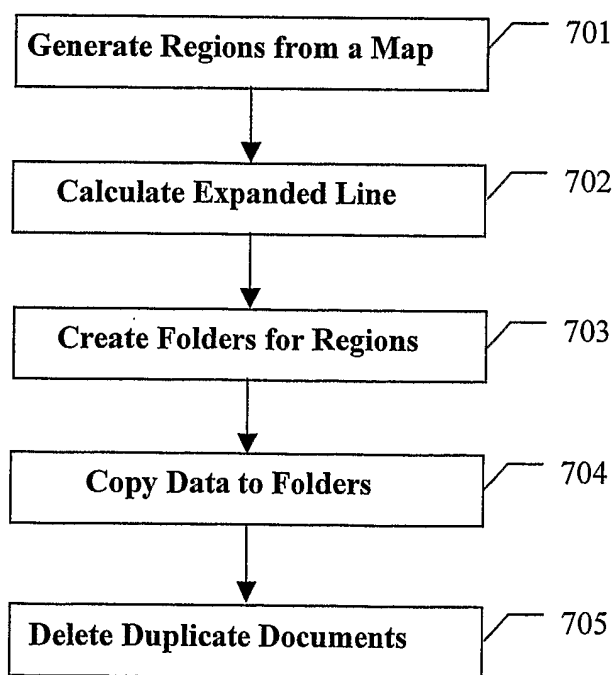 Generate Regions from a Map
701
Calculate Expanded Line
702
Create Folders for Regions
703
Copy Data to Folders
704
Delete Duplicate Documents
705